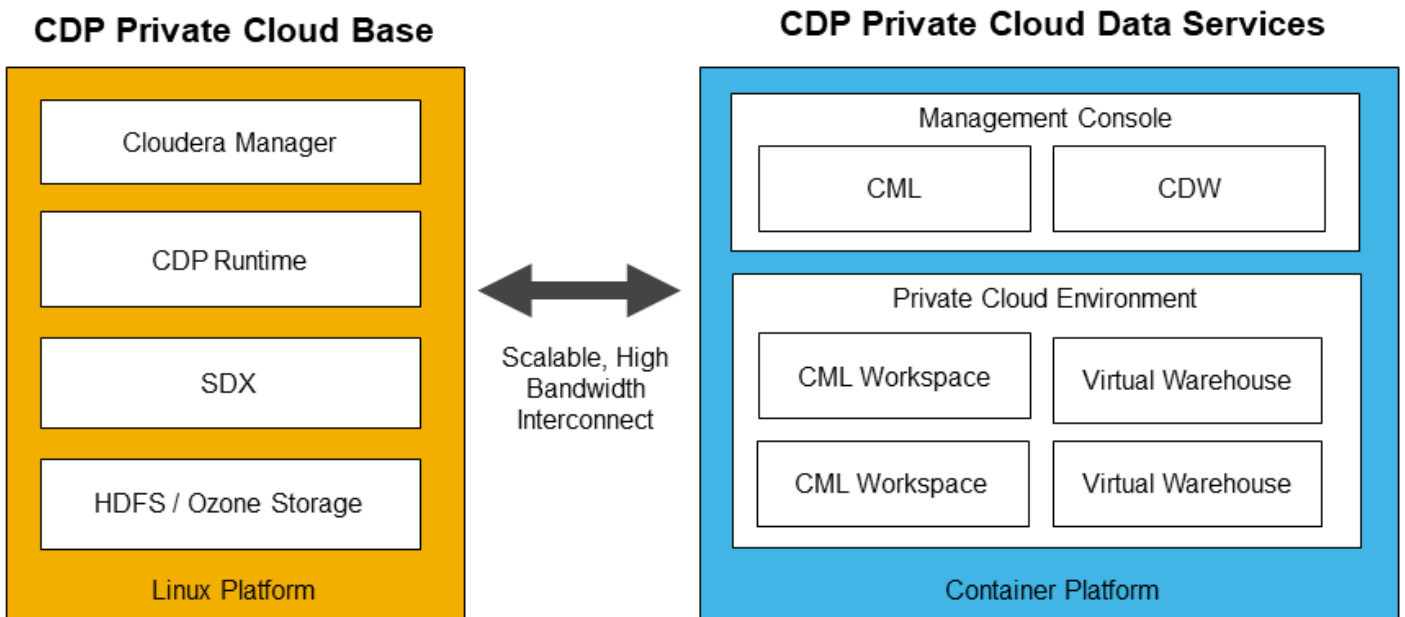 CDP Private Cloud Base
Cloudera Manager
CDP Runtime
SDX
HDFS / Ozone Storage
Linux Platform
Scalable, High
Bandwidth
Interconnect
CDP Private Cloud Data Services
Management Console
CML
CDW
Private Cloud Environment
CML Workspace
Virtual Warehouse
CML Workspace
Virtual Warehouse
Container Platform